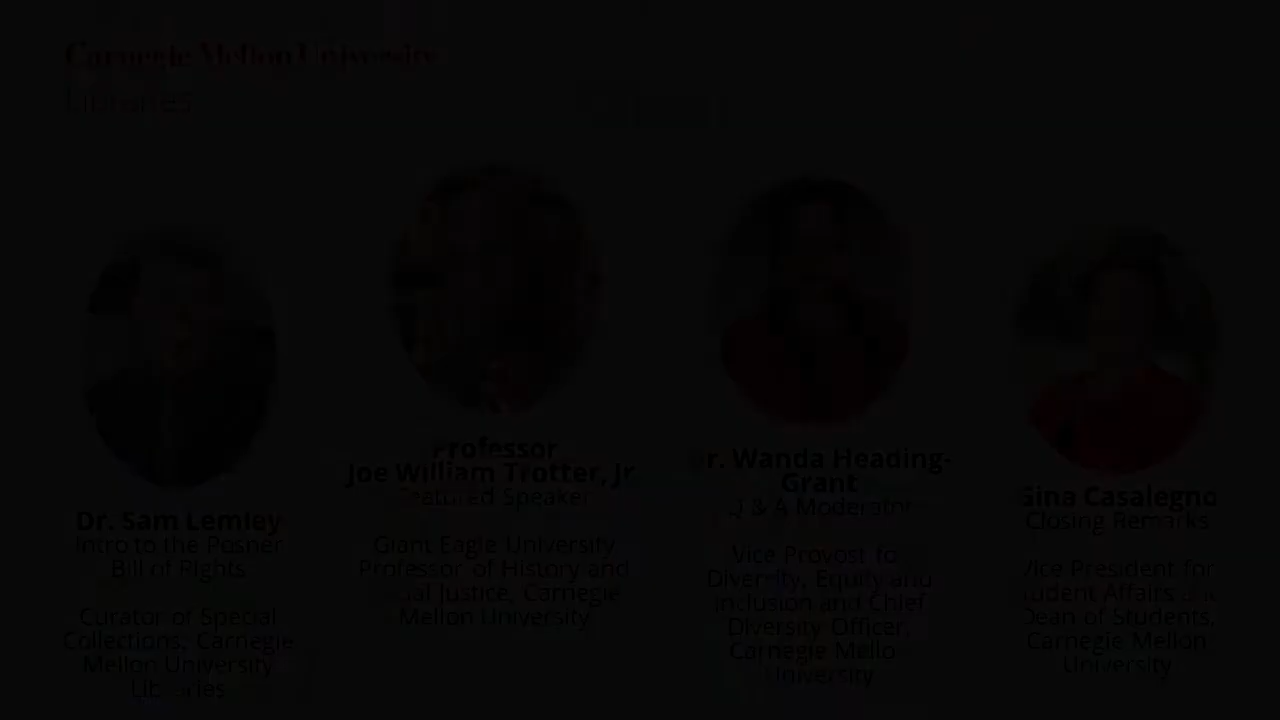 Carnegie Mellon University
Libraries
Dr. Sam Lemley
Intro to the Posner
Bill of Rights
Curator of Special
Collections, Carnegie
Mellon University
Libraries
Professor
Joe William Trotter, Jr
Featured Speaker
Giant Eagle University
Professor of History and
Social Justice, Carnegie
Mellon University
Dr. Wanda Heading-
Grant
Q & A Moderator
Vice Provost fo
Diversity, Equity and
Inclusion and Chief
Diversity Officer,
Carnegie Mello
University
Gina Casalegno
Closing Remarks
Vice President for
Student Affairs and
Dean of Students,
Carnegie Mellon
University